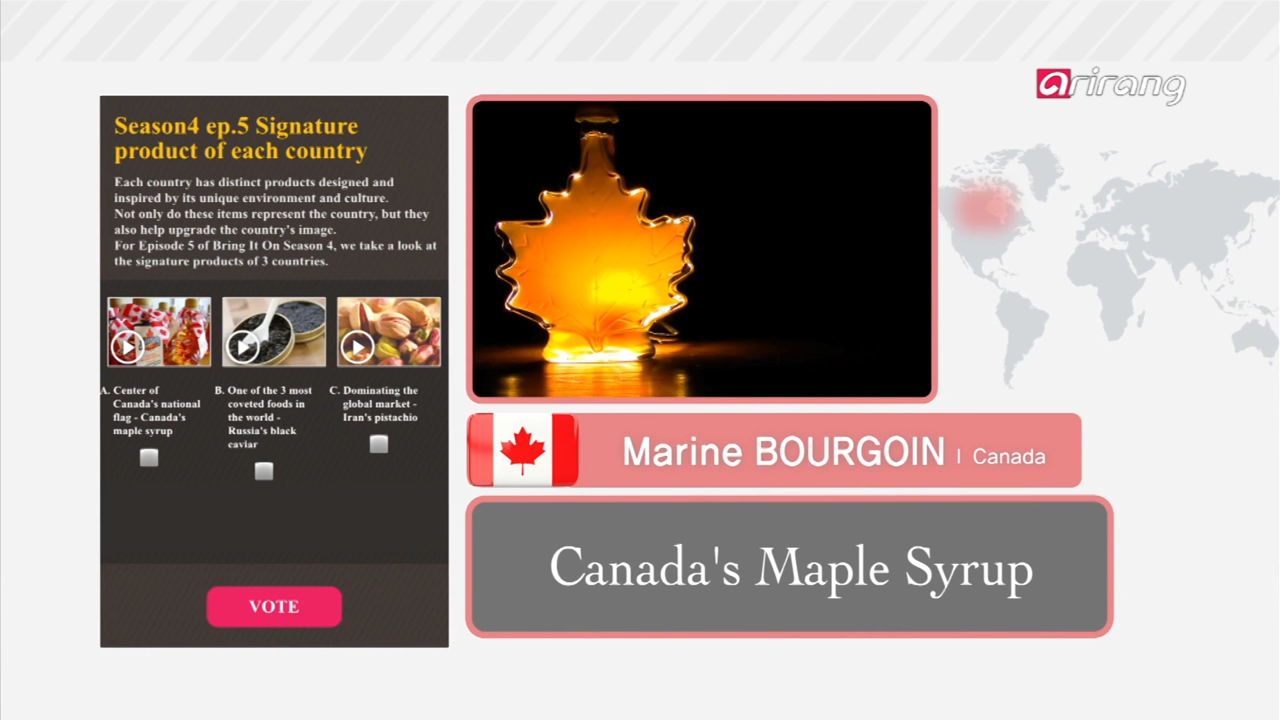 arirang
Season4 ep.5 Signature
product of each country
Each country has distinct products designed and
inspired by its unique environment and culture.
Not only do these items represent the country, but they
also help upgrade the country's image.
For Episode 5 of Bring It On Season 4, we take a look at
the signature products of 3 countries.
A. Center of
Canada's national
flag - Canada's
maple syrup
B. One of the 3 most
coveted foods in
the world -
Russia's black
caviar
C. Dominating the
global market -
Iran's pistachio
VOTE
Marine BOURGOIN | Canada
Canada's Maple Syrup